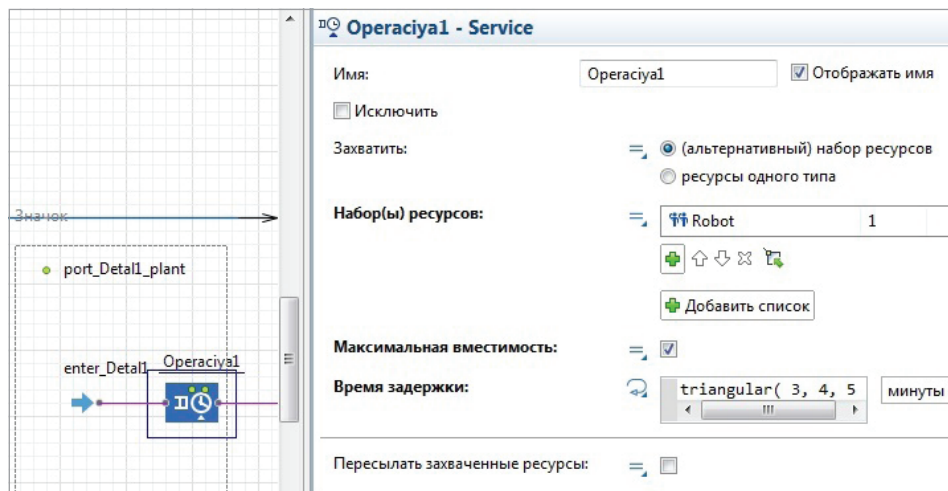 Operaciya1 - Service
Имя:
Operaciya1
Отображать имя
Исключить
Захватить:
(альтернативный) набор ресурсов
ресурсы одного типа
Значок
Набор(ы) ресурсов:
Robot
1
port_Detal1_plant
Добавить список
Максимальная вместимость:
enter_Detal1
Operaciya1
Время задержки:
triangular( 3, 4, 5
минуты
Пересылать захваченные ресурсы: